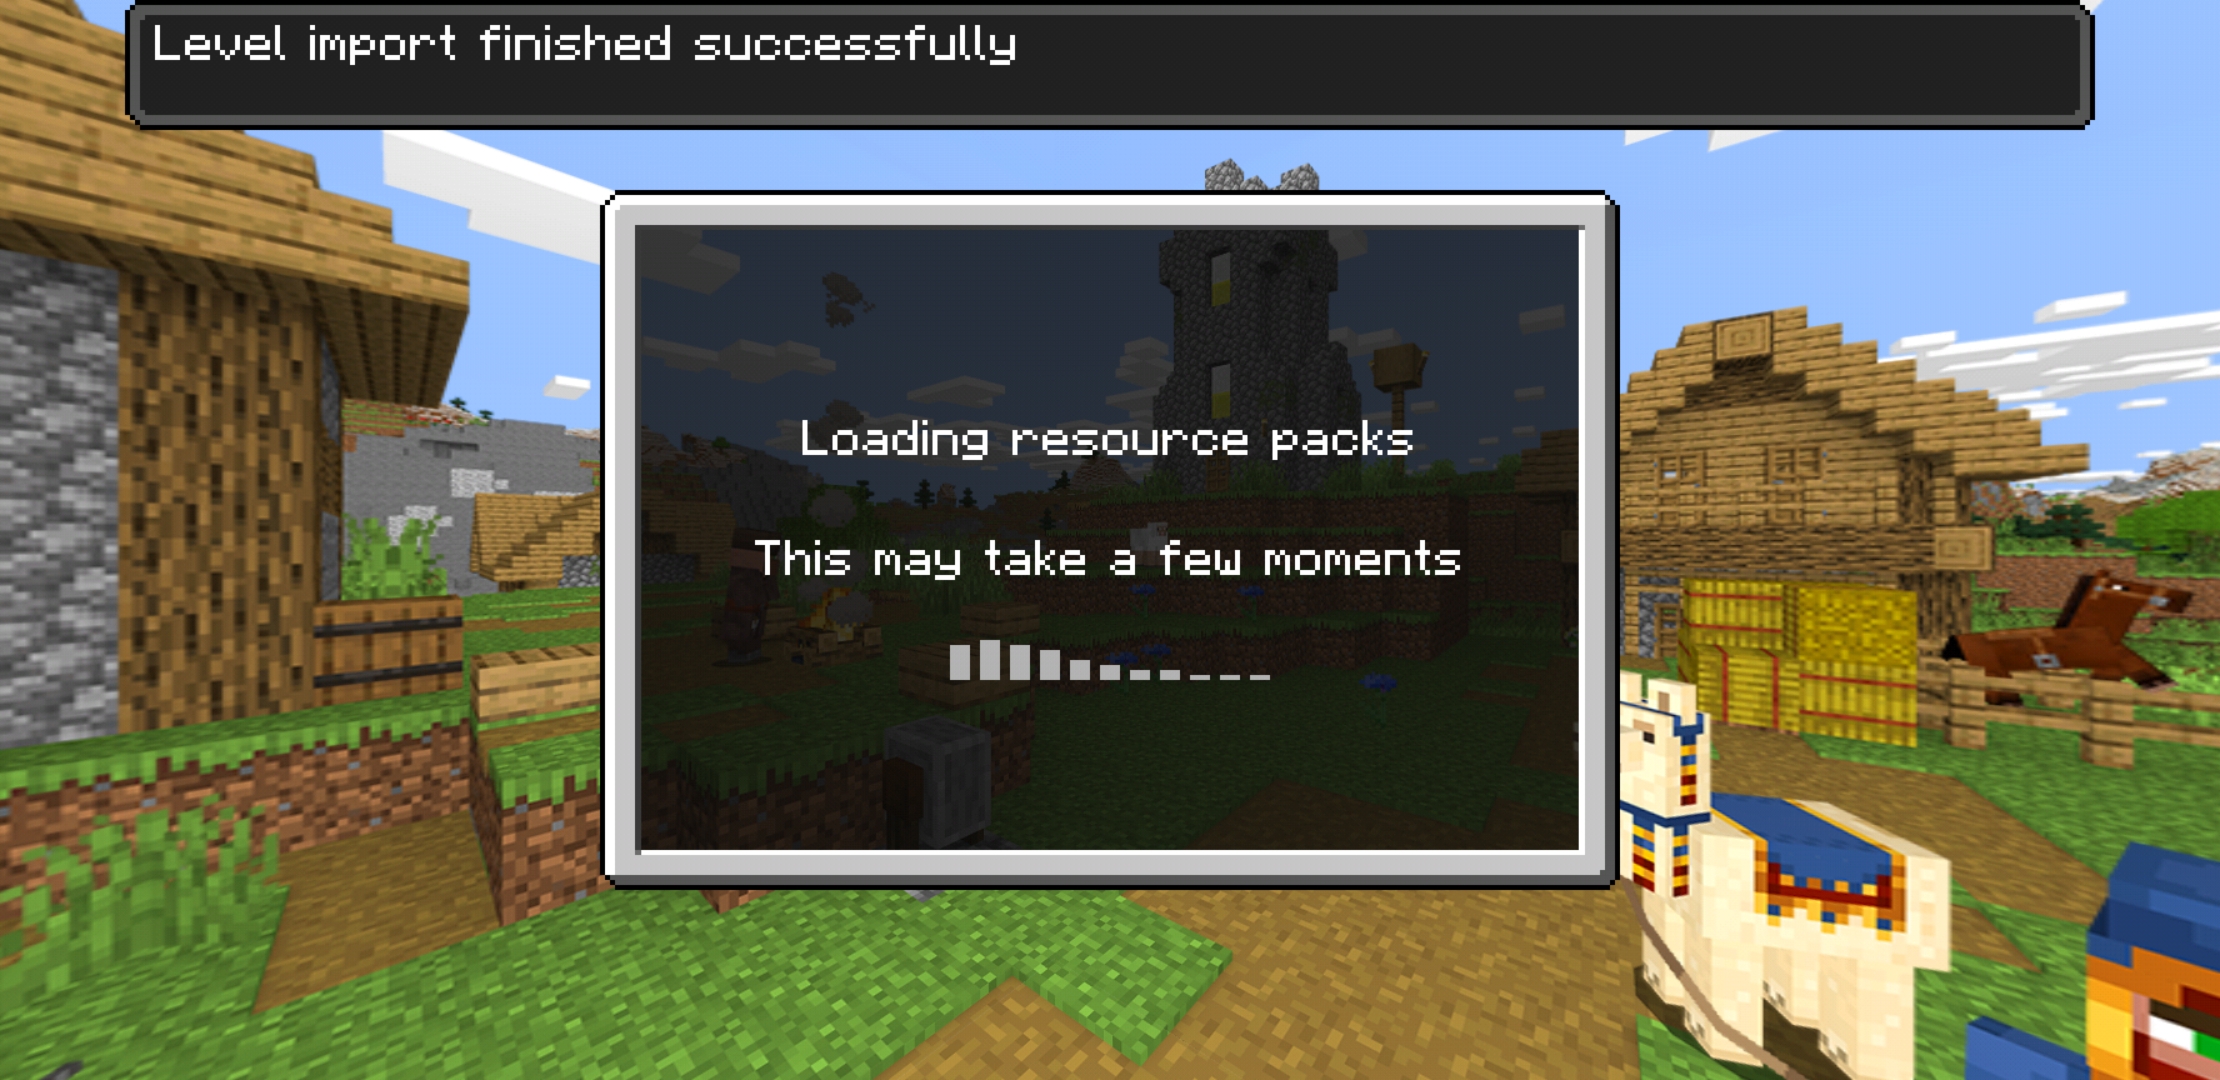 Level import finished successfully
Loading resource packs
This may take a few moments